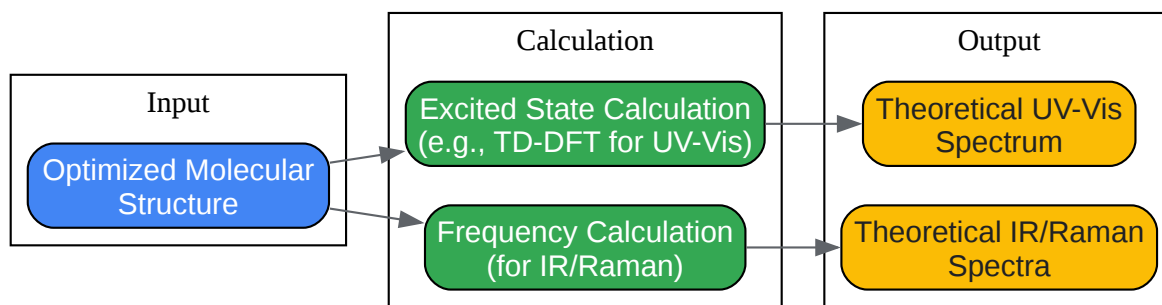 Input
Optimized Molecular
Structure
Calculation
Excited State Calculation
(e.g., TD-DFT for UV-Vis)
Frequency Calculation
(for IR/Raman)
Output
Theoretical UV-Vis
Spectrum
Theoretical IR/Raman
Spectra